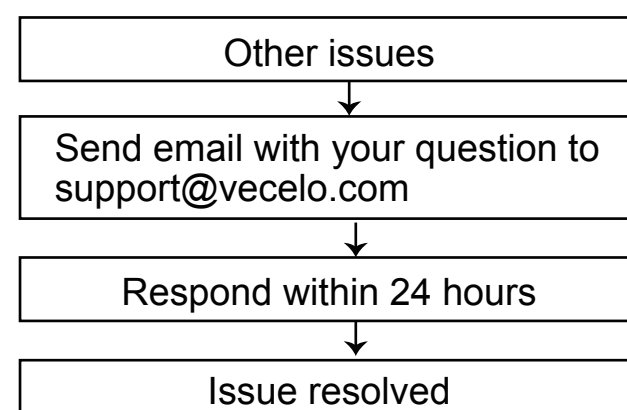 Other issues
Send email with your question to
support@vecelo.com
Respond within 24 hours
Issue resolved